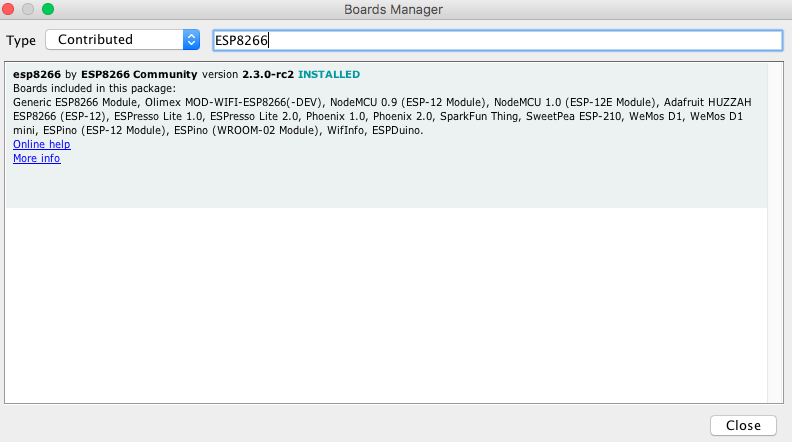 Boards Manager
Type Contributed ESP8266
esp8266 by ESP8266 Community version 2.3.0-rc2 INSTALLED
Boards included in this package:
Generic ESP8266 Module, Olimex MOD-WIFI-ESP8266(-DEV), NodeMCU 0.9 (ESP-12 Module), NodeMCU 1.0 (ESP-12E Module), Adafruit HUZZAH
ESP8266 (ESP-12), ESPresso Lite 1.0, ESPresso Lite 2.0, Phoenix 1.0, Phoenix 2.0, SparkFun Thing, SweetPea ESP-210, WeMos D1, WeMos D1
mini, ESPino (ESP-12 Module), ESPino (WROOM-02 Module), WifInfo, ESPDuino.
Online help
More info
Close